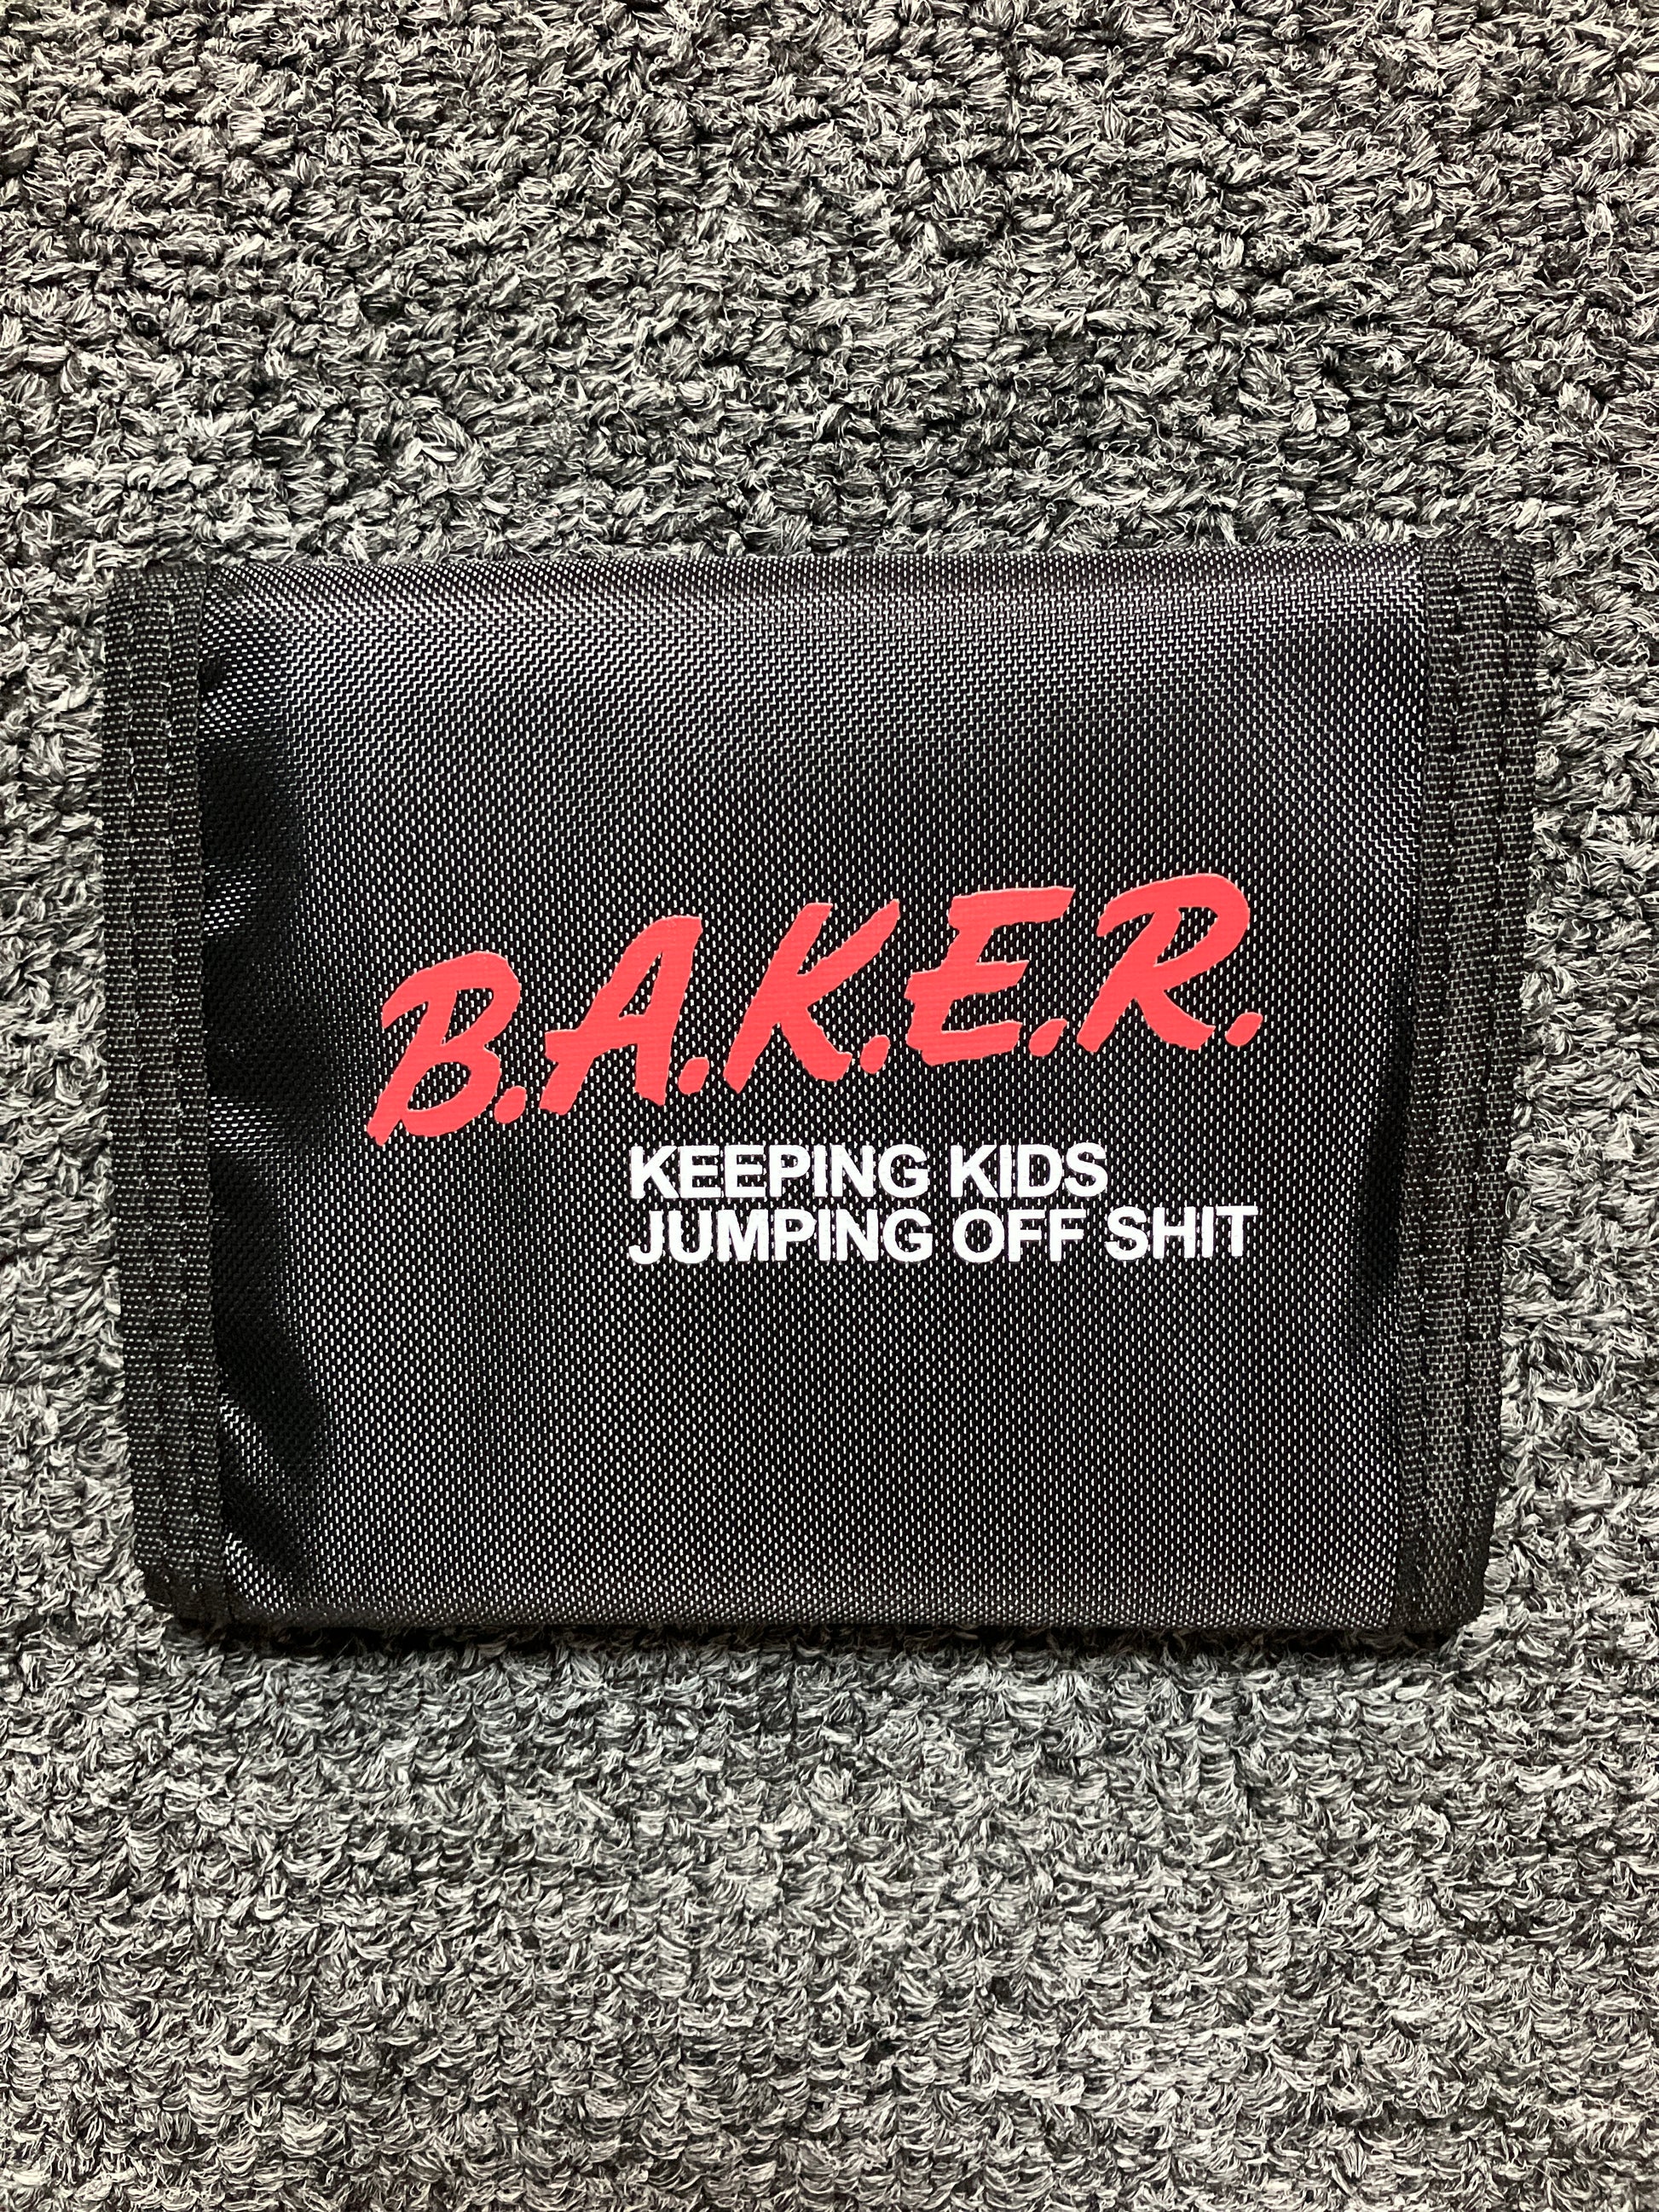 B.A.K.E.R.
KEEPING KIDS
JUMPING OFF SHIT